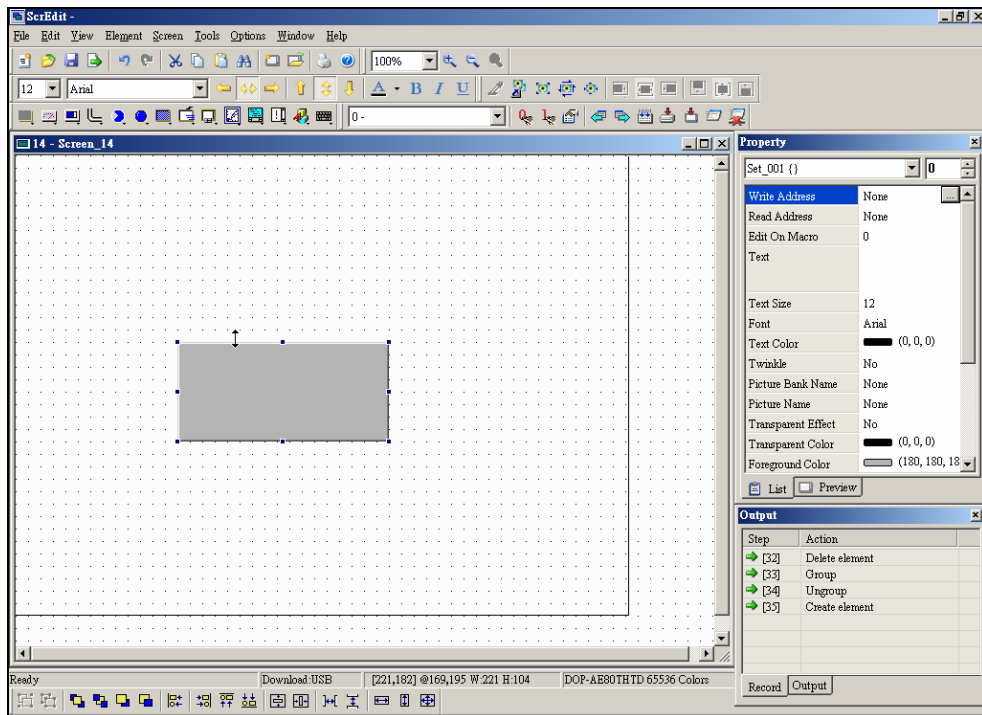 ScrEdit -
File Edit View Element Screen Tools Options Window Help
100%
12 Arial A B I U
0 -
14 - Screen_14
Property
Set_001 {} 0
Write Address None ...
Read Address None
Edit On Macro 0
Text
Text Size 12
Font Arial
Text Color (0, 0, 0)
Twinkle No
Picture Bank Name None
Picture Name None
Transparent Effect No
Transparent Color (0, 0, 0)
Foreground Color (180, 180, 18
List Preview
Output
Step Action
[32] Delete element
[33] Group
[34] Ungroup
[35] Create element
Record Output
Ready Download:USB [221,182] @169,195 W:221 H:104 DOP-AE80THTD 65536 Colors